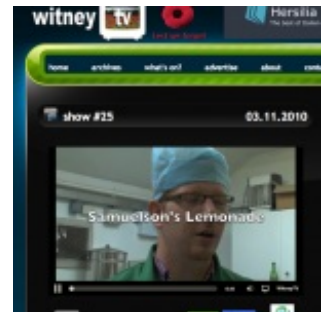 witney tv
Hersilia
home archives what's on? advertise about
show #25 03.11.2010
Samuelson's Lemonade